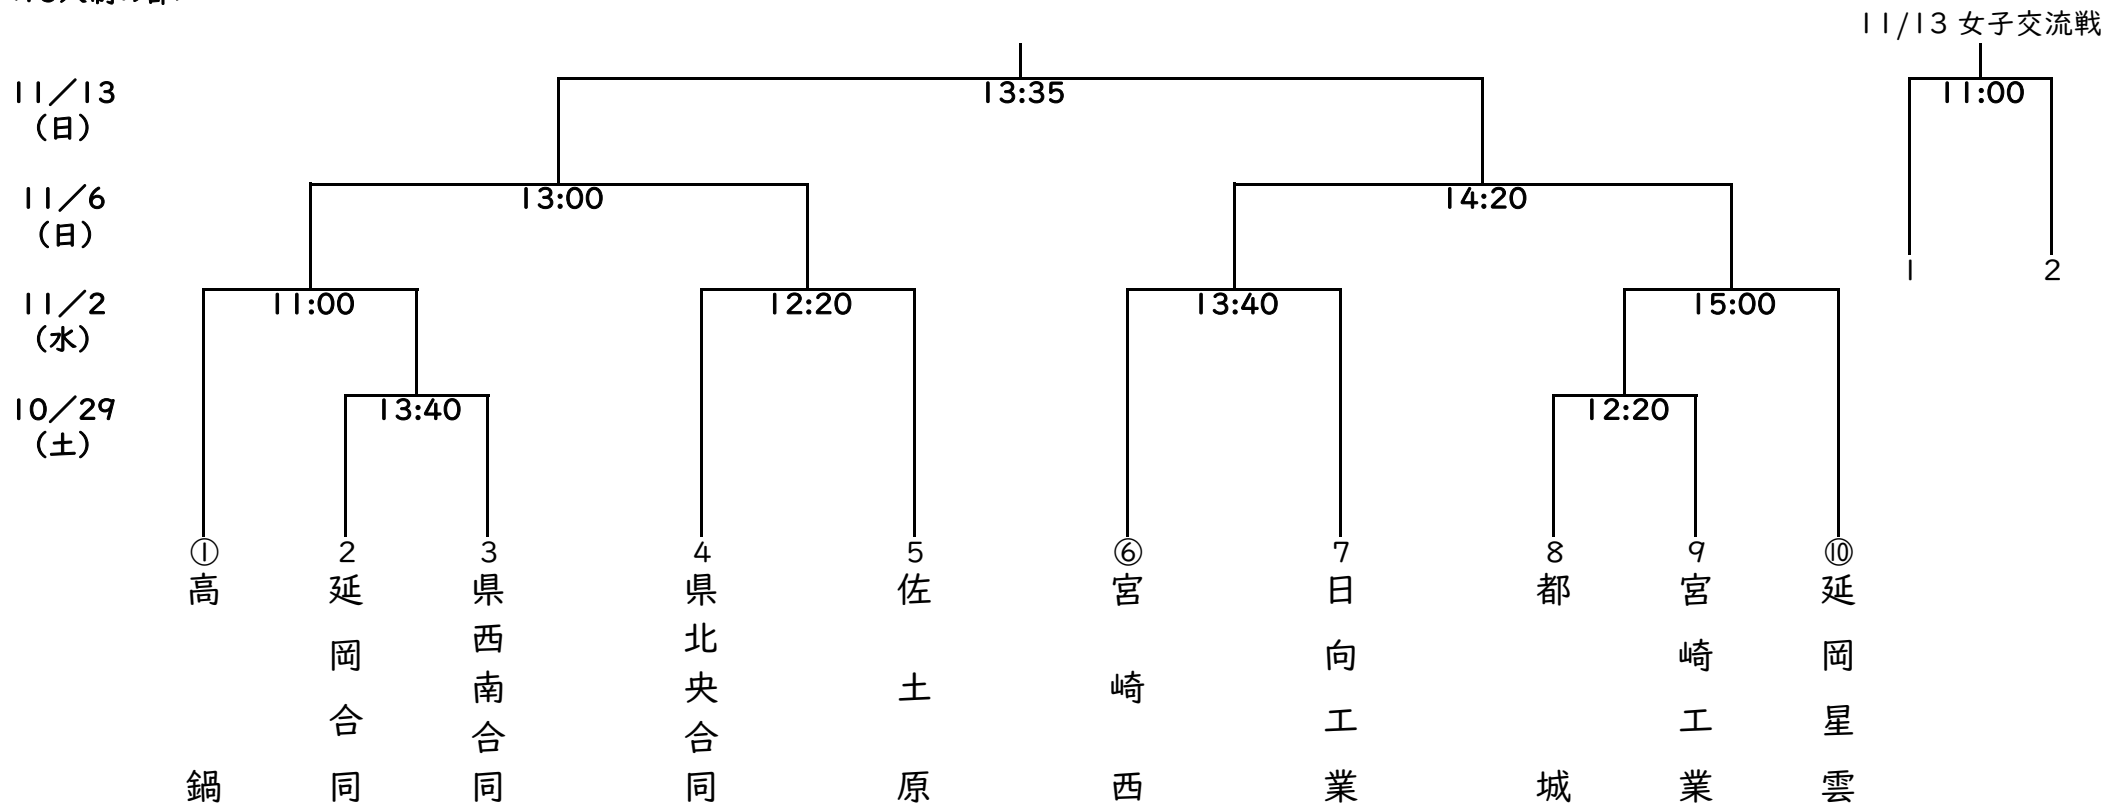 11/13 女子交流戦
11／13
（日）
13:35
11:00
11／6
（日）
13:00
14:20
1
2
11／2
（水）
11:00
12:20
13:40
15:00
10／29
（土）
13:40
12:20
①
高鍋
2
延岡合同
3
県西南合同
4
県北央合同
5
佐土原
⑥
宮崎西
7
日向工業
8
都城
9
宮崎工業
⑩
延岡星雲